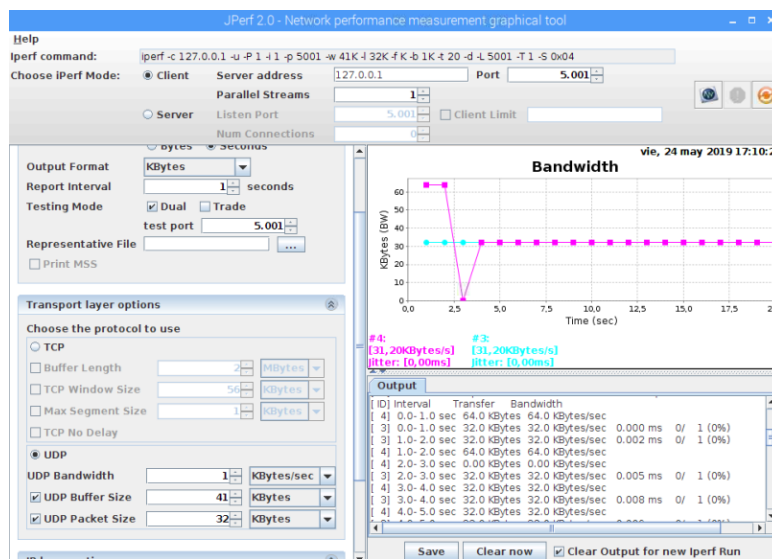 JPerf 2.0 - Network performance measurement graphical tool
Help
Iperf command: iperf -c 127.0.0.1 -u -P 1 -i 1 -p 5001 -w 41K -l 32K -f K -b 1K -t 20 -d -L 5001 -T 1 -S 0x04
Choose iPerf Mode: Client Server address 127.0.0.1 Port 5.001
Parallel Streams 1
Server Listen Port 5.001 Client Limit
Num Connections 0
Bytes Seconds
Output Format KBytes
Report Interval 1 seconds
Testing Mode Dual Trade
test port 5.001
Representative File ...
Print MSS
Transport layer options
Choose the protocol to use
TCP
Buffer Length 2 MBytes
TCP Window Size 56 KBytes
Max Segment Size 1 KBytes
TCP No Delay
UDP
UDP Bandwidth 1 KBytes/sec
UDP Buffer Size 41 KBytes
UDP Packet Size 32 KBytes
vie, 24 may 2019 17:10:2
Bandwidth
KBytes (BW)
60
50
40
30
20
10
0
0,0 2,5 5,0 7,5 10,0 12,5 15,0 17,5
Time (sec)
#4: #3:
[31,20KBytes/s] [31,20KBytes/s]
Jitter: [0,00ms] Jitter: [0,00ms]
Output
[ ID] Interval Transfer Bandwidth
[ 4] 0.0- 1.0 sec 64.0 KBytes 64.0 KBytes/sec
[ 3] 0.0- 1.0 sec 32.0 KBytes 32.0 KBytes/sec 0.000 ms 0/ 1 (0%)
[ 3] 1.0- 2.0 sec 32.0 KBytes 32.0 KBytes/sec 0.002 ms 0/ 1 (0%)
[ 4] 1.0- 2.0 sec 64.0 KBytes 64.0 KBytes/sec
[ 4] 2.0- 3.0 sec 0.00 KBytes 0.00 KBytes/sec
[ 3] 2.0- 3.0 sec 32.0 KBytes 32.0 KBytes/sec 0.005 ms 0/ 1 (0%)
[ 4] 3.0- 4.0 sec 32.0 KBytes 32.0 KBytes/sec
[ 3] 3.0- 4.0 sec 32.0 KBytes 32.0 KBytes/sec 0.008 ms 0/ 1 (0%)
[ 4] 4.0- 5.0 sec 32.0 KBytes 32.0 KBytes/sec
Save Clear now Clear Output for new Iperf Run